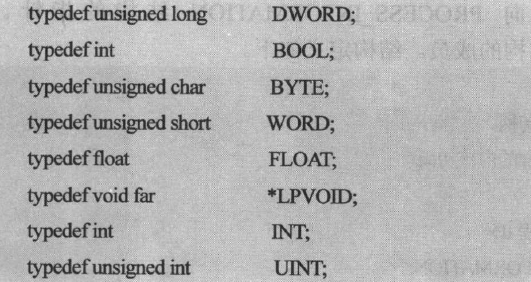 typedef unsigned long DWORD;
typedef int BOOL;
typedef unsigned char BYTE;
typedef unsigned short WORD;
typedef float FLOAT;
typedef void far *LPVOID;
typedef int INT;
typedef unsigned int UINT;